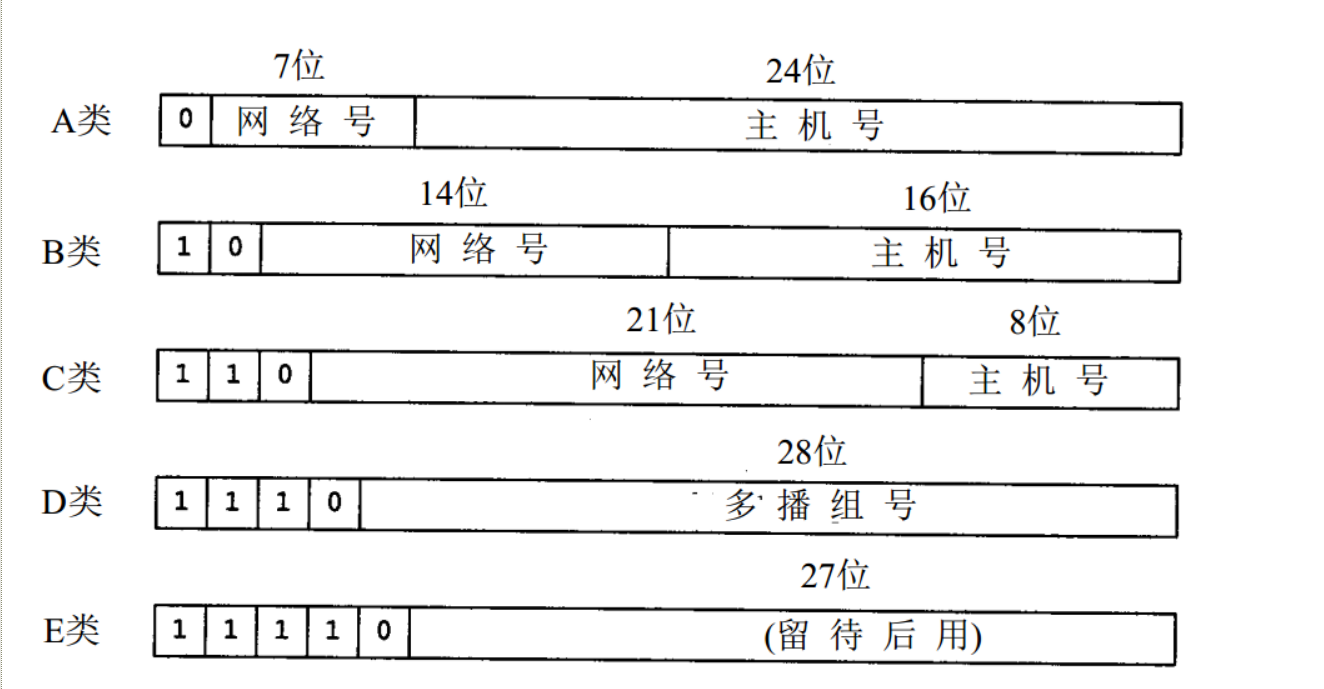 7位 24位
A类 0 网络号 主机号
14位 16位
B类 1 0 网络号 主机号
21位 8位
C类 1 1 0 网络号 主机号
28位
D类 1 1 1 0 多播组号
27位
E类 1 1 1 1 0 (留待后用)